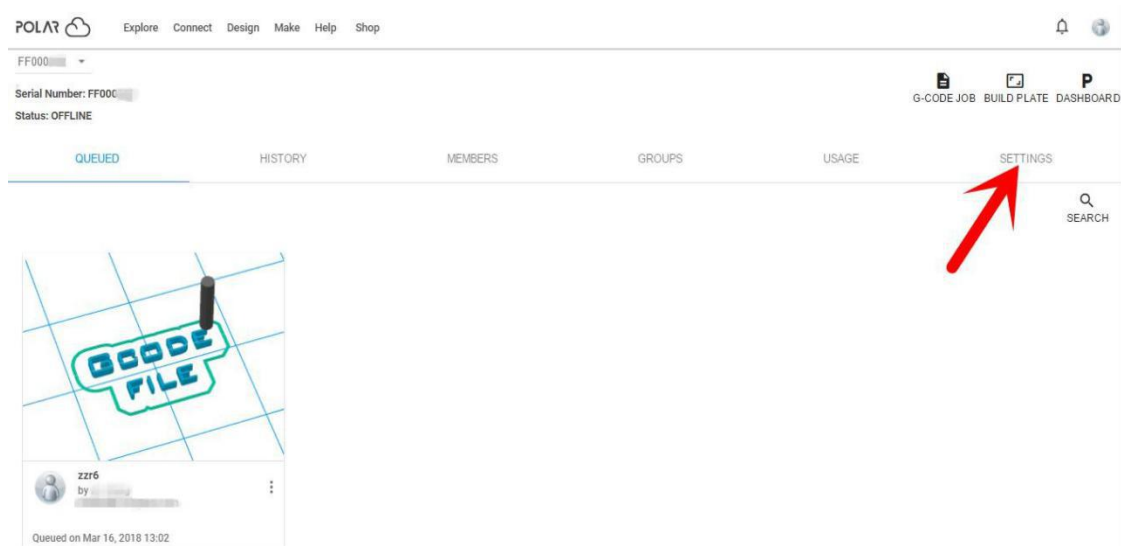 POLAR
Explore Connect Design Make Help Shop
FF000
Serial Number: FF000
Status: OFFLINE
G-CODE JOB BUILD PLATE DASHBOARD
QUEUED HISTORY MEMBERS GROUPS USAGE SETTINGS
SEARCH
GCODE
FILE
zzr6
by
Queued on Mar 16, 2018 13:02